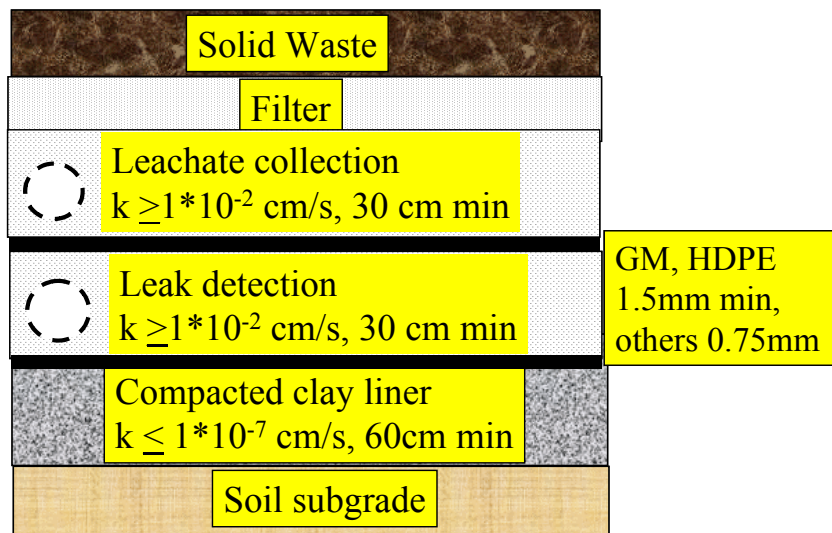 Solid Waste
Filter
Leachate collection
k ≥1*10⁻² cm/s, 30 cm min
GM, HDPE
1.5mm min,
others 0.75mm
Leak detection
k ≥1*10⁻² cm/s, 30 cm min
Compacted clay liner
k ≤ 1*10⁻⁷ cm/s, 60cm min
Soil subgrade